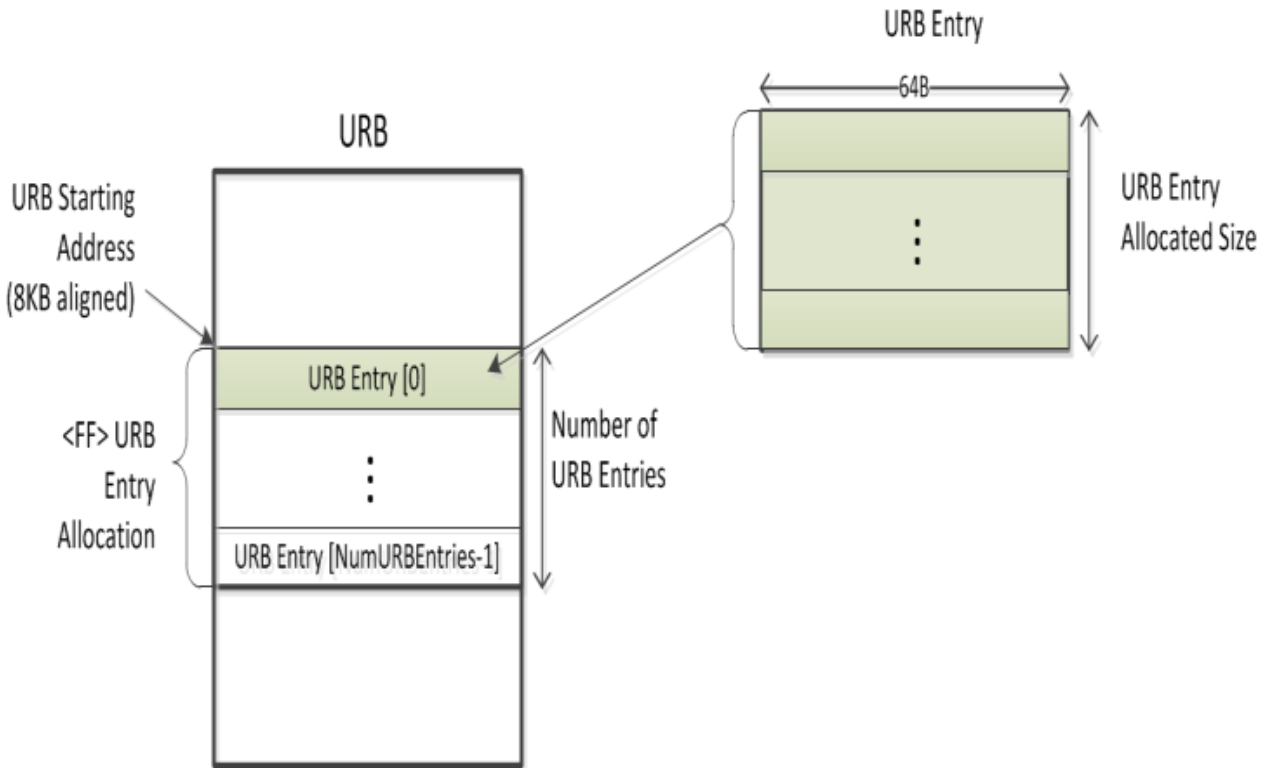 URB Entry
64B
URB
URB Starting
Address
(8KB aligned)
URB Entry
Allocated Size
URB Entry [0]
<FF> URB
Entry
Allocation
Number of
URB Entries
URB Entry [NumURBEntries-1]